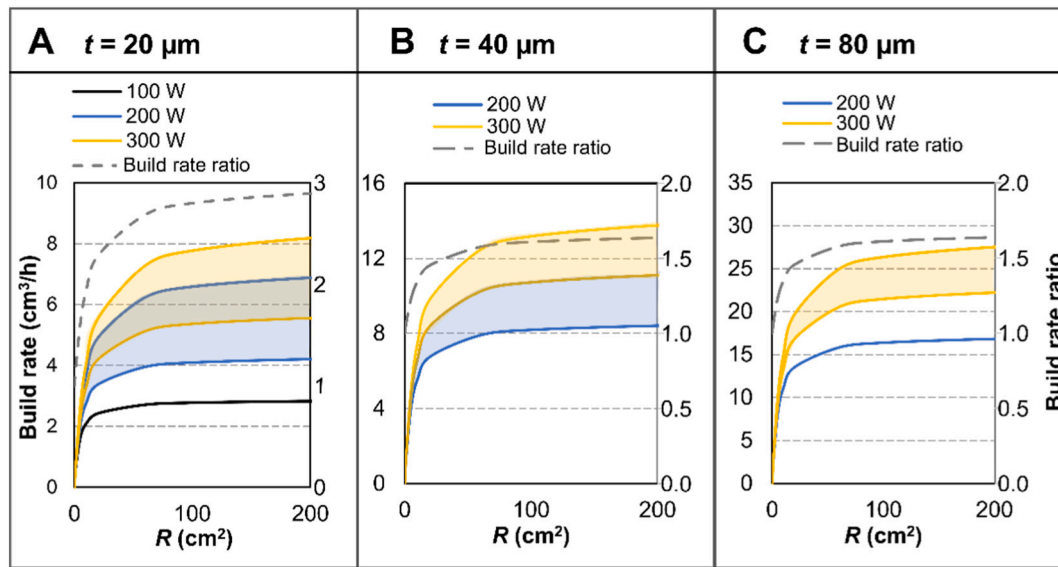 A t = 20 μm
100 W
200 W
300 W
Build rate ratio
10
8
6
4
2
0
3
2
1
0
Build rate (cm³/h)
0 100 200
R (cm²)
B t = 40 μm
200 W
300 W
Build rate ratio
16
12
8
4
0
2.0
1.5
1.0
0.5
0.0
0 100 200
R (cm²)
C t = 80 μm
200 W
300 W
Build rate ratio
35
30
25
20
15
10
5
0
2.0
1.5
1.0
0.5
0.0
Build rate ratio
0 100 200
R (cm²)